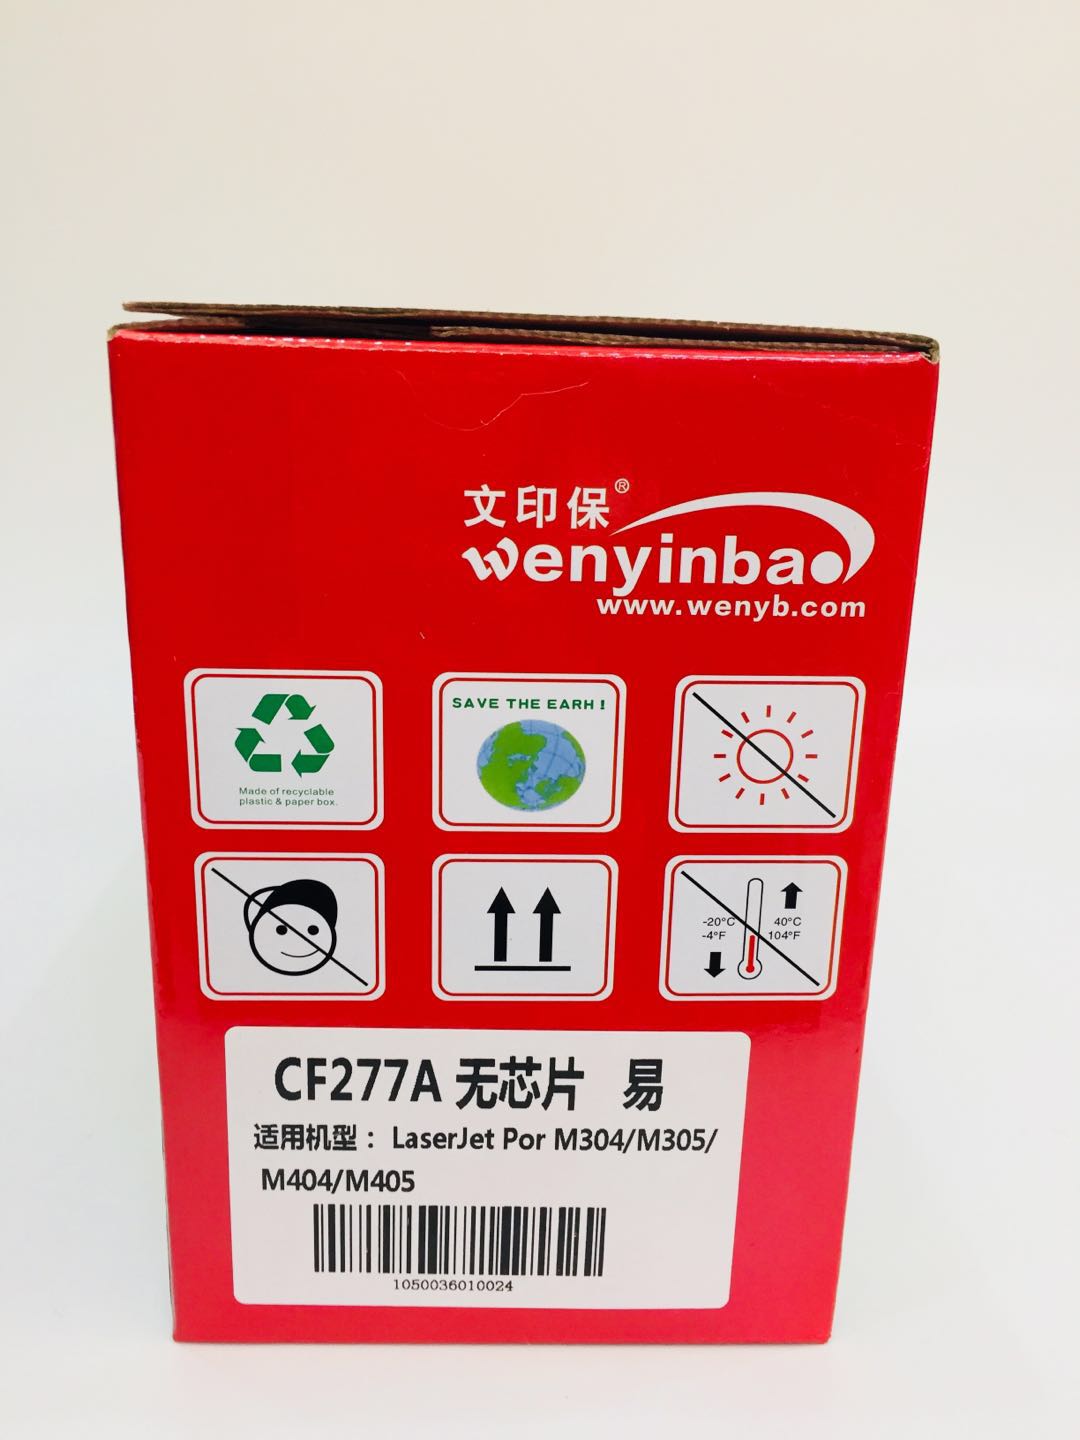 文印保®
wenyinbao
www.wenyb.com
Made of recyclable
plastic & paper box.
SAVE THE EARH !
-20°C
-4°F
40°C
104°F
CF277A 无芯片 易
适用机型： LaserJet Por M304/M305/
M404/M405
1050036010024